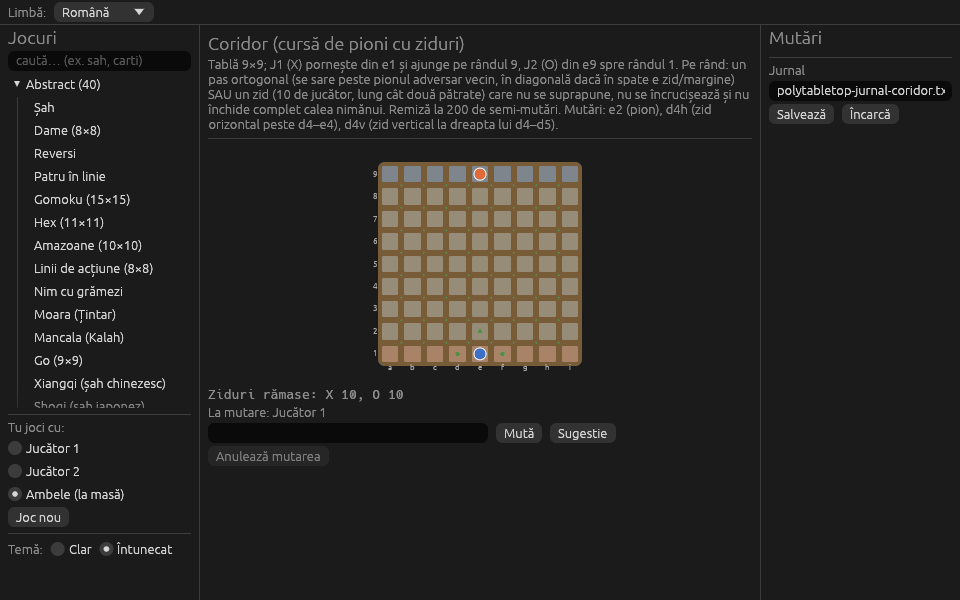 Limbă: Română
Jocuri
caută... (ex. sah, carti)
Abstract (40)
Șah
Dame (8×8)
Reversi
Patru în linie
Gomoku (15×15)
Hex (11×11)
Amazoane (10×10)
Linii de acțiune (8×8)
Nim cu grămezi
Moara (Țintar)
Mancala (Kalah)
Go (9×9)
Xiangqi (șah chinezesc)
Shogi (șah japonez)
Tu joci cu:
Jucător 1
Jucător 2
Ambele (la masă)
Joc nou
Temă: Clar Întunecat
Coridor (cursă de pioni cu ziduri)
Tablă 9×9; J1 (X) pornește din e1 și ajunge pe rândul 9, J2 (O) din e9 spre rândul 1. Pe rând: un
pas ortogonal (se sare peste pionul adversar vecin, în diagonală dacă în spate e zid/margine)
SAU un zid (10 de jucător, lung cât două pătrate) care nu se suprapune, nu se încrucișează și nu
închide complet calea nimănui. Remiză la 200 de semi-mutări. Mutări: e2 (pion), d4h (zid
orizontal peste d4–e4), d4v (zid vertical la dreapta lui d4–d5).
9
8
7
6
5
4
3
2
1
a b c d e f g h i
Ziduri rămase: X 10, O 10
La mutare: Jucător 1
Mută Sugestie
Anulează mutarea
Mutări
Jurnal
polytabletop-jurnal-coridor.tx
Salvează Încarcă